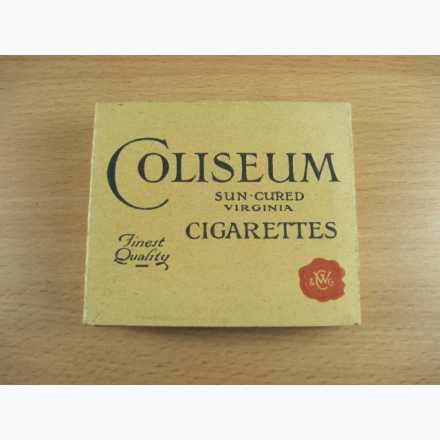 COLISEUM
SUN-CURED
VIRGINIA
CIGARETTES
Finest
Quality